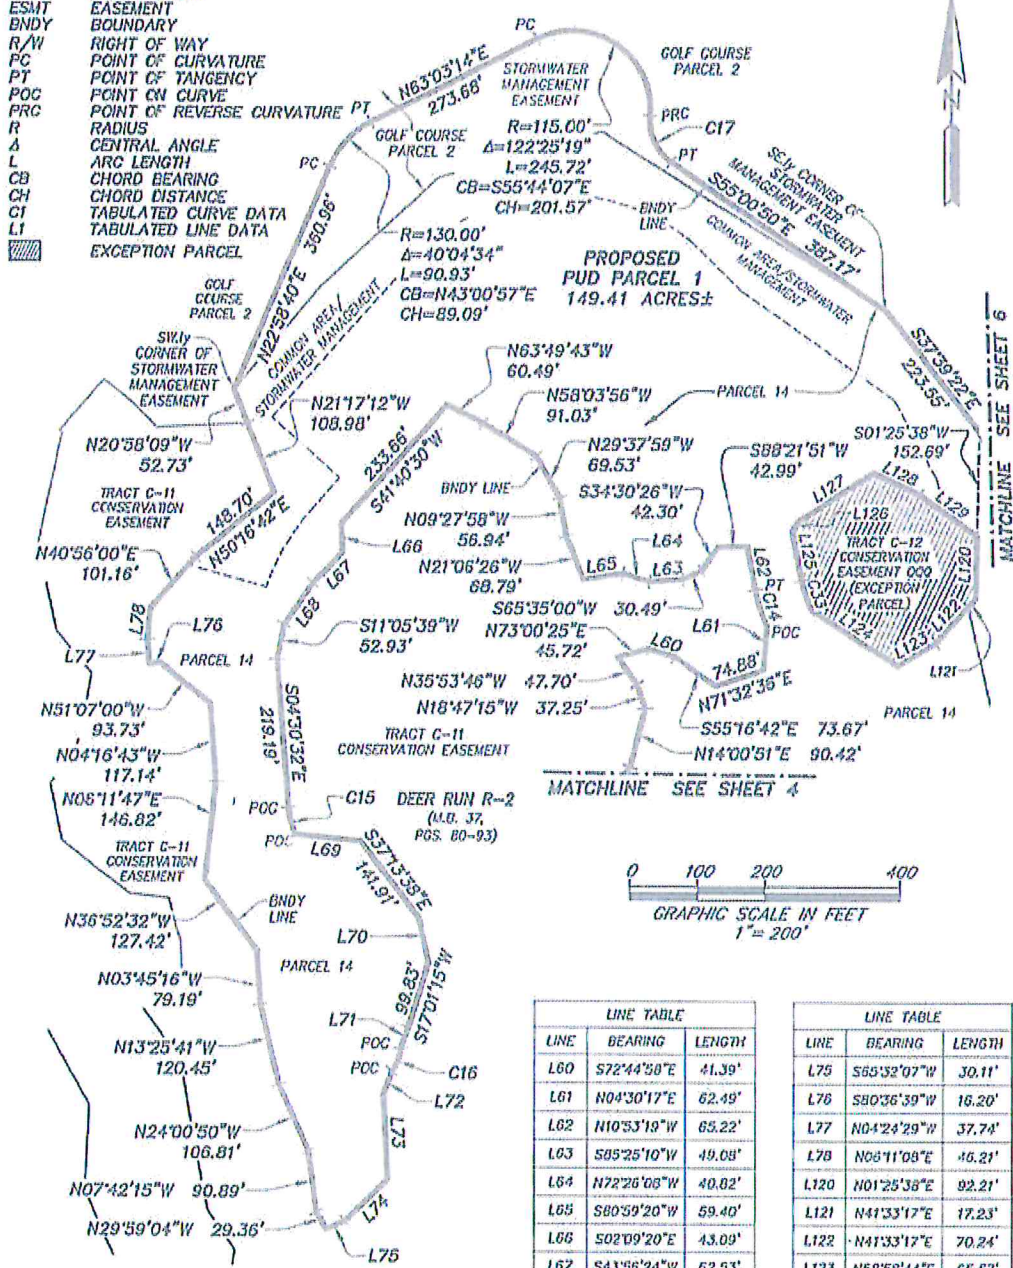 ESMT EASEMENT
BNDY BOUNDARY
R/W RIGHT OF WAY
PC POINT OF CURVATURE
PT POINT OF TANGENCY
POC POINT ON CURVE
PRC POINT OF REVERSE CURVATURE
R RADIUS
Δ CENTRAL ANGLE
L ARC LENGTH
CB CHORD BEARING
CH CHORD DISTANCE
C1 TABULATED CURVE DATA
L1 TABULATED LINE DATA
EXCEPTION PARCEL
PC
N63°03'14"E
273.68'
PT
PC
STORMWATER
MANAGEMENT
EASEMENT
GOLF COURSE
PARCEL 2
GOLF COURSE
PARCEL 2
R=115.00'
Δ=122°25'19"
L=245.72'
CB=S55°44'07"E
CH=201.57'
PRC
C17
PT
N
S55°00'50"E 387.17'
SE.ly CORNER OF
STORMWATER
MANAGEMENT EASEMENT
BNDY
LINE
COMMON AREA/STORMWATER
MANAGEMENT
N22°58'40"E 360.96'
R=130.00'
Δ=40°04'34"
L=90.93'
CB=N43°00'57"E
CH=89.09'
PROPOSED
PUD PARCEL 1
149.41 ACRES±
GOLF
COURSE
PARCEL 2
COMMON AREA/
STORMWATER MANAGEMENT
SW.ly
CORNER OF
STORMWATER
MANAGEMENT
EASEMENT
S37°39'22"E
223.55'
MATCHLINE SEE SHEET 6
N63°49'43"W
60.49'
N58°03'56"W
91.03'
PARCEL 14
N21°17'12"W
108.98'
N20°58'09"W
52.73'
233.66'
S41°40'30"W
N29°37'59"W
69.53'
S88°21'51"W
42.99'
S01°25'38"W
152.69'
BNDY LINE
S34°30'26"W
42.30'
L127
L128
L129
TRACT C-11
CONSERVATION
EASEMENT
148.70'
N50°16'42"E
N09°27'58"W
56.94'
L126
TRACT C-12
CONSERVATION
EASEMENT OOO
(EXCEPTION
PARCEL)
L125
L120
N40°56'00"E
101.16'
L66
L67
L68
N21°06'26"W
68.79'
L65
L64
L63
L62
PT
C14
C33
L124
L123
L122
L121
S65°35'00"W 30.49'
L61
POC
L78
L76
L77
S11°05'39"W
52.93'
N73°00'25"E
45.72'
L60
74.88'
N71°32'36"E
PARCEL 14
N35°53'46"W 47.70'
N18°47'15"W 37.25'
S55°16'42"E 73.67'
PARCEL 14
N51°07'00"W
93.73'
S04°30'32"E
219.19'
TRACT C-11
CONSERVATION EASEMENT
N14°00'51"E 90.42'
N04°16'43"W
117.14'
MATCHLINE SEE SHEET 4
N06°11'47"E
146.82'
POC
C15
DEER RUN R-2
(M.B. 37,
PGS. 80-93)
POC
L69
TRACT C-11
CONSERVATION
EASEMENT
S37°13'38"E
141.91'
0 100 200 400
GRAPHIC SCALE IN FEET
1"= 200'
N36°52'32"W
127.42'
BNDY
LINE
L70
PARCEL 14
N03°45'16"W
79.19'
99.83'
S17°01'15"W
L71
POC
N13°25'41"W
120.45'
POC
C16
L72
L73
N24°00'50"W
106.81'
N07°42'15"W 90.89'
L74
N29°59'04"W 29.36'
L75
LINE TABLE
LINE BEARING LENGTH
L60 S72°44'50"E 41.39'
L61 N04°30'17"E 62.49'
L62 N10°53'19"W 65.22'
L63 S85°25'10"W 49.08'
L64 N72°26'08"W 40.82'
L65 S80°59'20"W 59.40'
L66 S02°09'20"E 43.09'
L67
LINE TABLE
LINE BEARING LENGTH
L75 S65°32'07"W 30.11'
L76 S80°36'39"W 16.20'
L77 N04°24'29"W 37.74'
L78 N06°11'08"E 46.21'
L120 N01°25'38"E 92.21'
L121 N41°33'17"E 17.23'
L122 N41°33'17"E 70.24'
L123